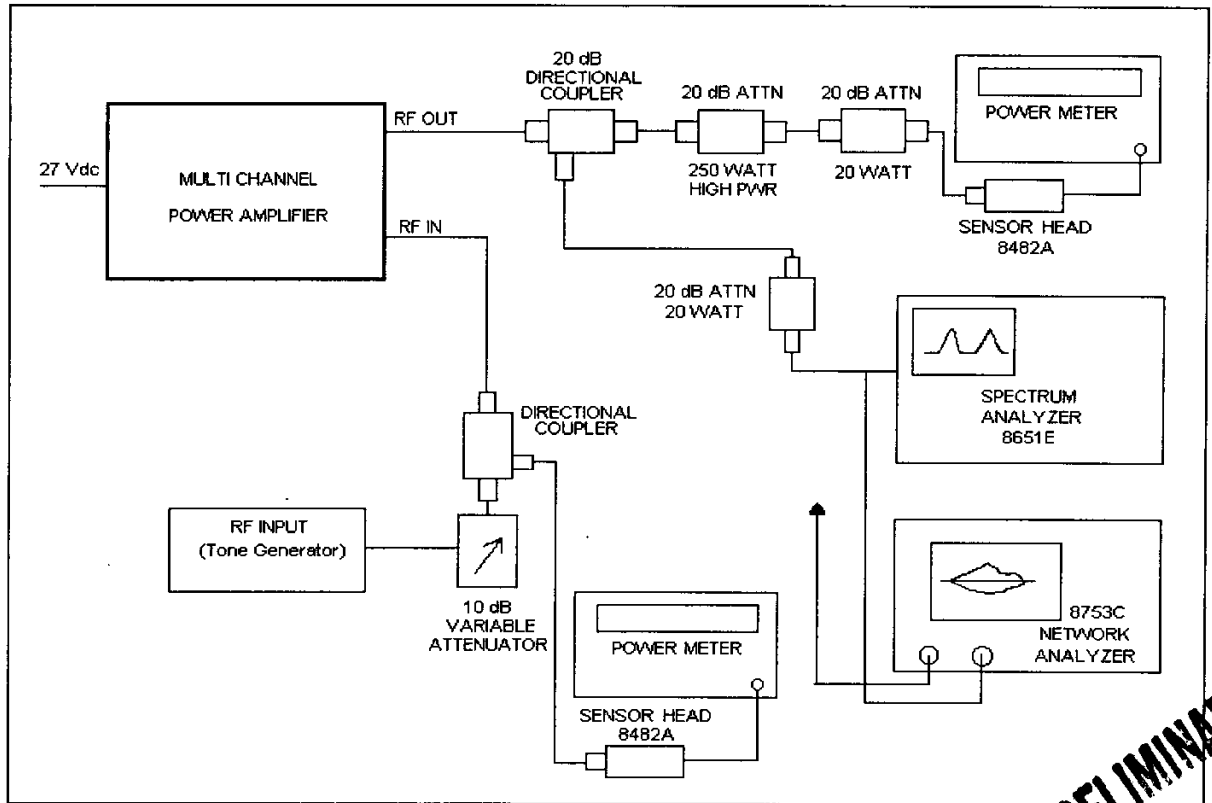 20 dB
DIRECTIONAL
COUPLER
20 dB ATTN
20 dB ATTN
POWER METER
RF OUT
27 Vdc
MULTI CHANNEL
POWER AMPLIFIER
250 WATT
HIGH PWR
20 WATT
SENSOR HEAD
8482A
RF IN
20 dB ATTN
20 WATT
SPECTRUM
ANALYZER
8651E
DIRECTIONAL
COUPLER
RF INPUT
(Tone Generator)
10 dB
VARIABLE
ATTENUATOR
POWER METER
8753C
NETWORK
ANALYZER
SENSOR HEAD
8482A